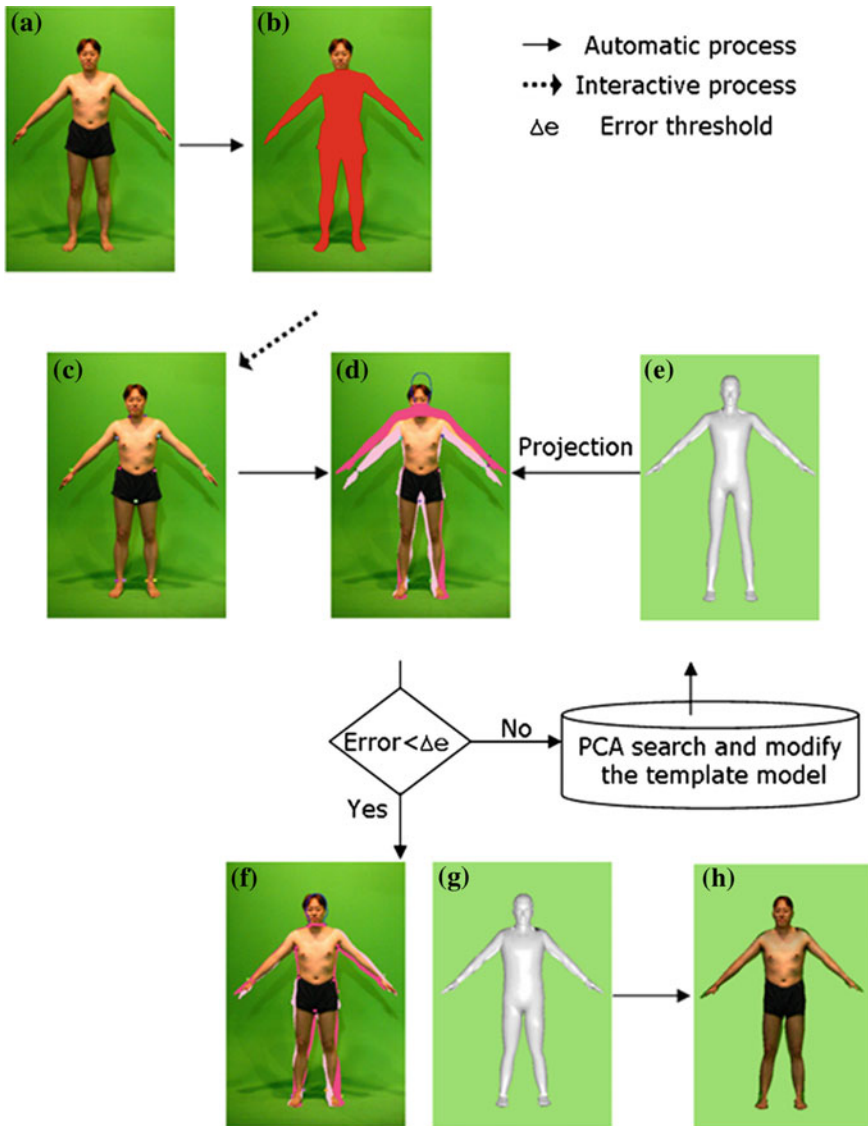 (a)
(b)
Automatic process
Interactive process
Δe Error threshold
(c)
(d)
(e)
Projection
Error<Δe
No
PCA search and modify
the template model
Yes
(f)
(g)
(h)